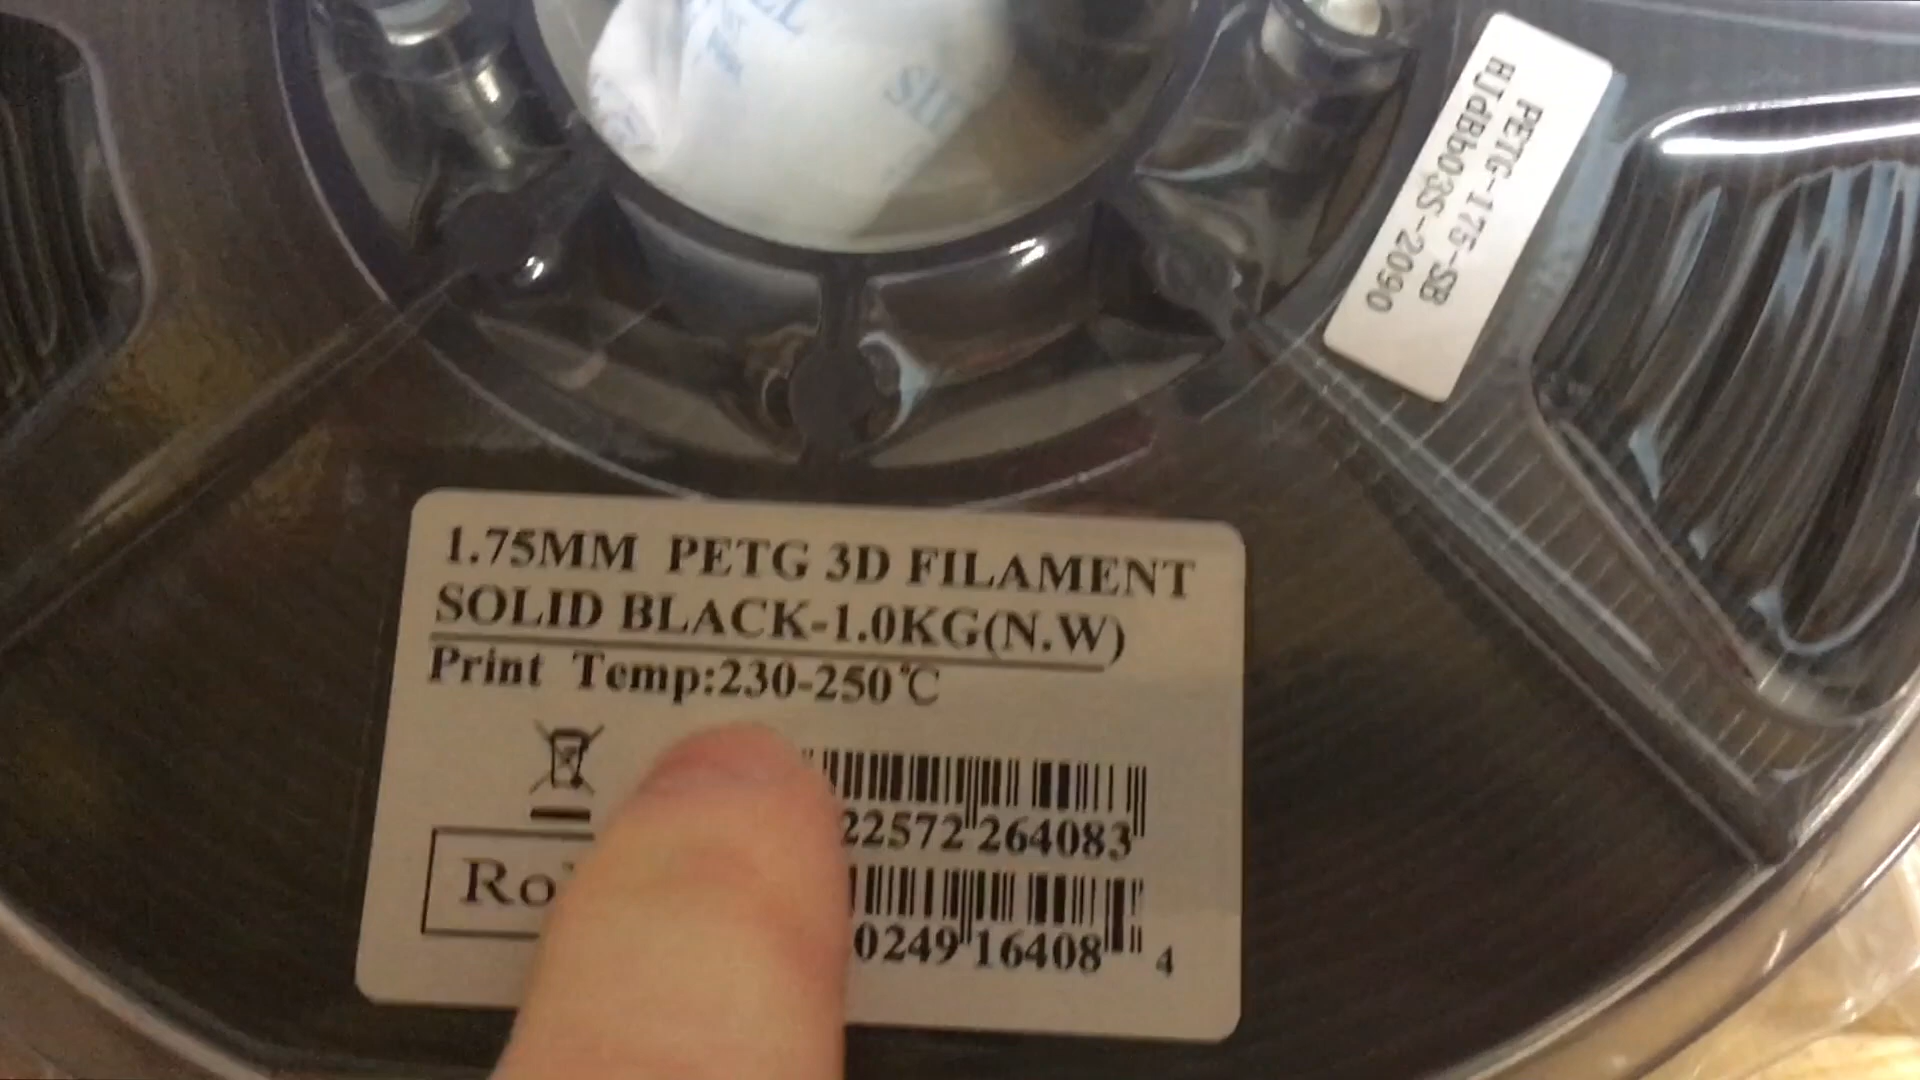 PETG-175-SB
HJdBb03S-2090
1.75MM PETG 3D FILAMENT
SOLID BLACK-1.0KG(N.W)
Print Temp:230-250℃
22572 264083
Ro
0249 16408 4